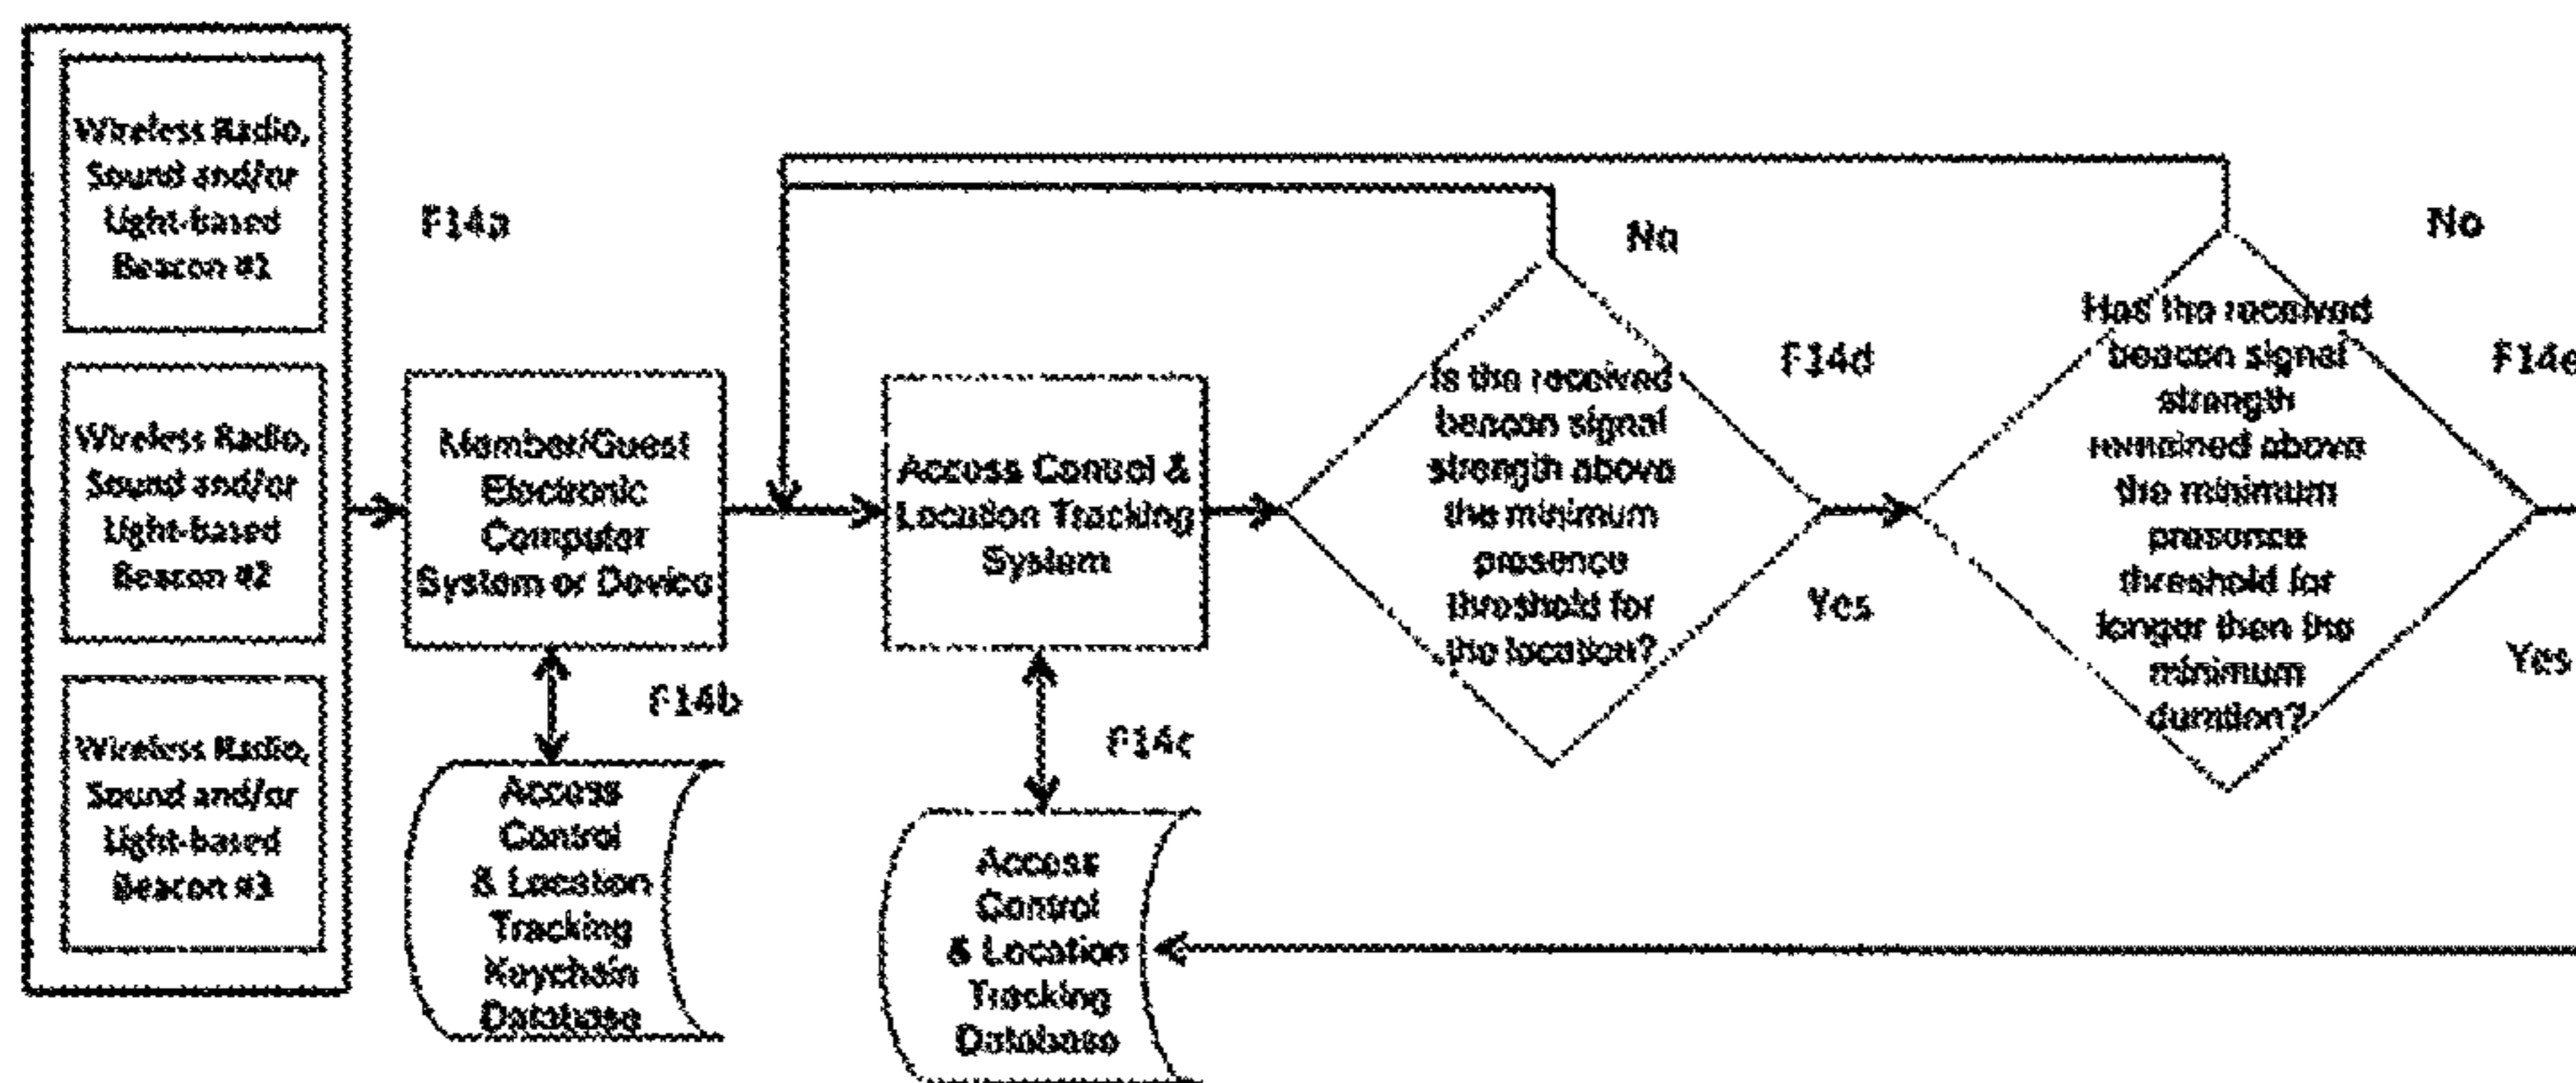 Wireless Radio,
Sound and/or
Light-based
Beacon #1
Wireless Radio,
Sound and/or
Light-based
Beacon #2
Wireless Radio,
Sound and/or
Light-based
Beacon #3
F14a
Member/Guest
Electronic
Computer
System or Device
F14b
Access
Control
& Location
Tracking
Keychain
Database
Access Control &
Location Tracking
System
F14c
Access
Control
& Location
Tracking
Database
No
Is the received
beacon signal
strength above
the minimum
presence
threshold for
the location?
F14d
Yes
No
Has the received
beacon signal
strength
remained above
the minimum
presence
threshold for
longer then the
minimum
duration?
F14e
Yes